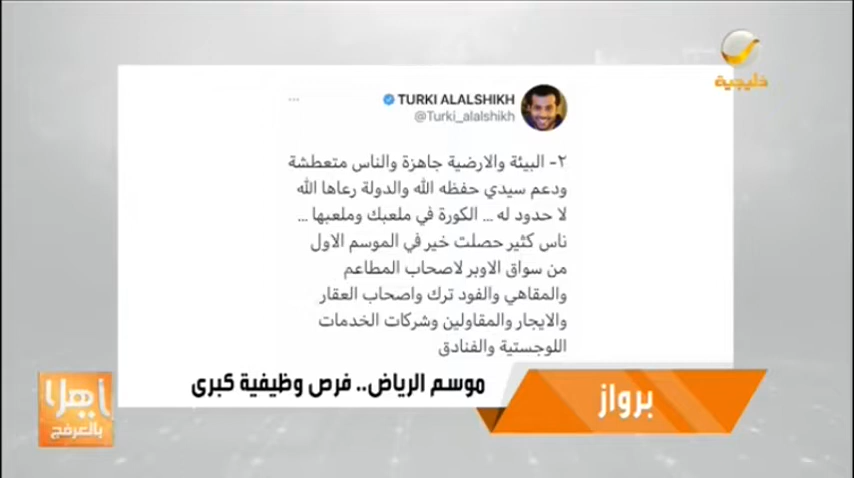 خليجية
TURKI ALALSHIKH
@Turki_alalshikh
٢- البيئة والارضية جاهزة والناس متعطشة
ودعم سيدي حفظه الله والدولة رعاها الله
لا حدود له ... الكورة في ملعبك وملعبها ...
ناس كثير حصلت خير في الموسم الاول
من سواق الاوبر لاصحاب المطاعم
والمقاهي والفود ترك واصحاب العقار
والايجار والمقاولين وشركات الخدمات
اللوجستية والفنادق
موسم الرياض.. فرص وظيفية كبرى
برواز
أهلا
بالعرفج